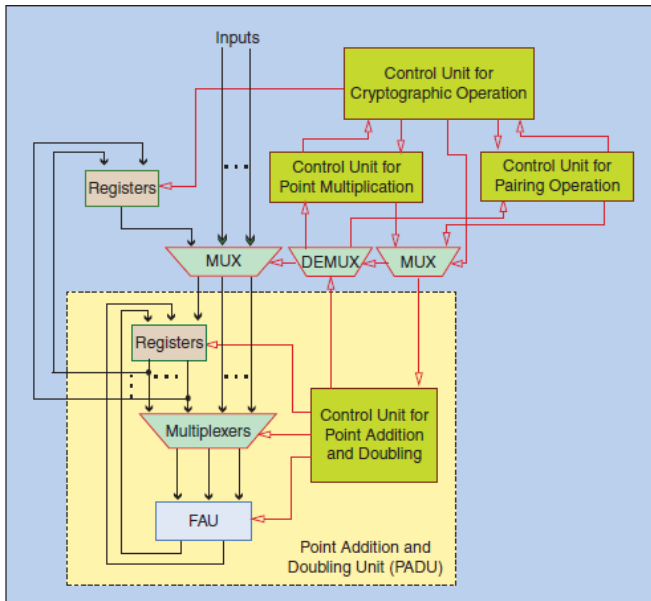 Inputs
Control Unit for
Cryptographic Operation
Control Unit for
Point Multiplication
Control Unit for
Pairing Operation
Registers
MUX
DEMUX
MUX
Registers
Multiplexers
Control Unit for
Point Addition
and Doubling
FAU
Point Addition and
Doubling Unit (PADU)